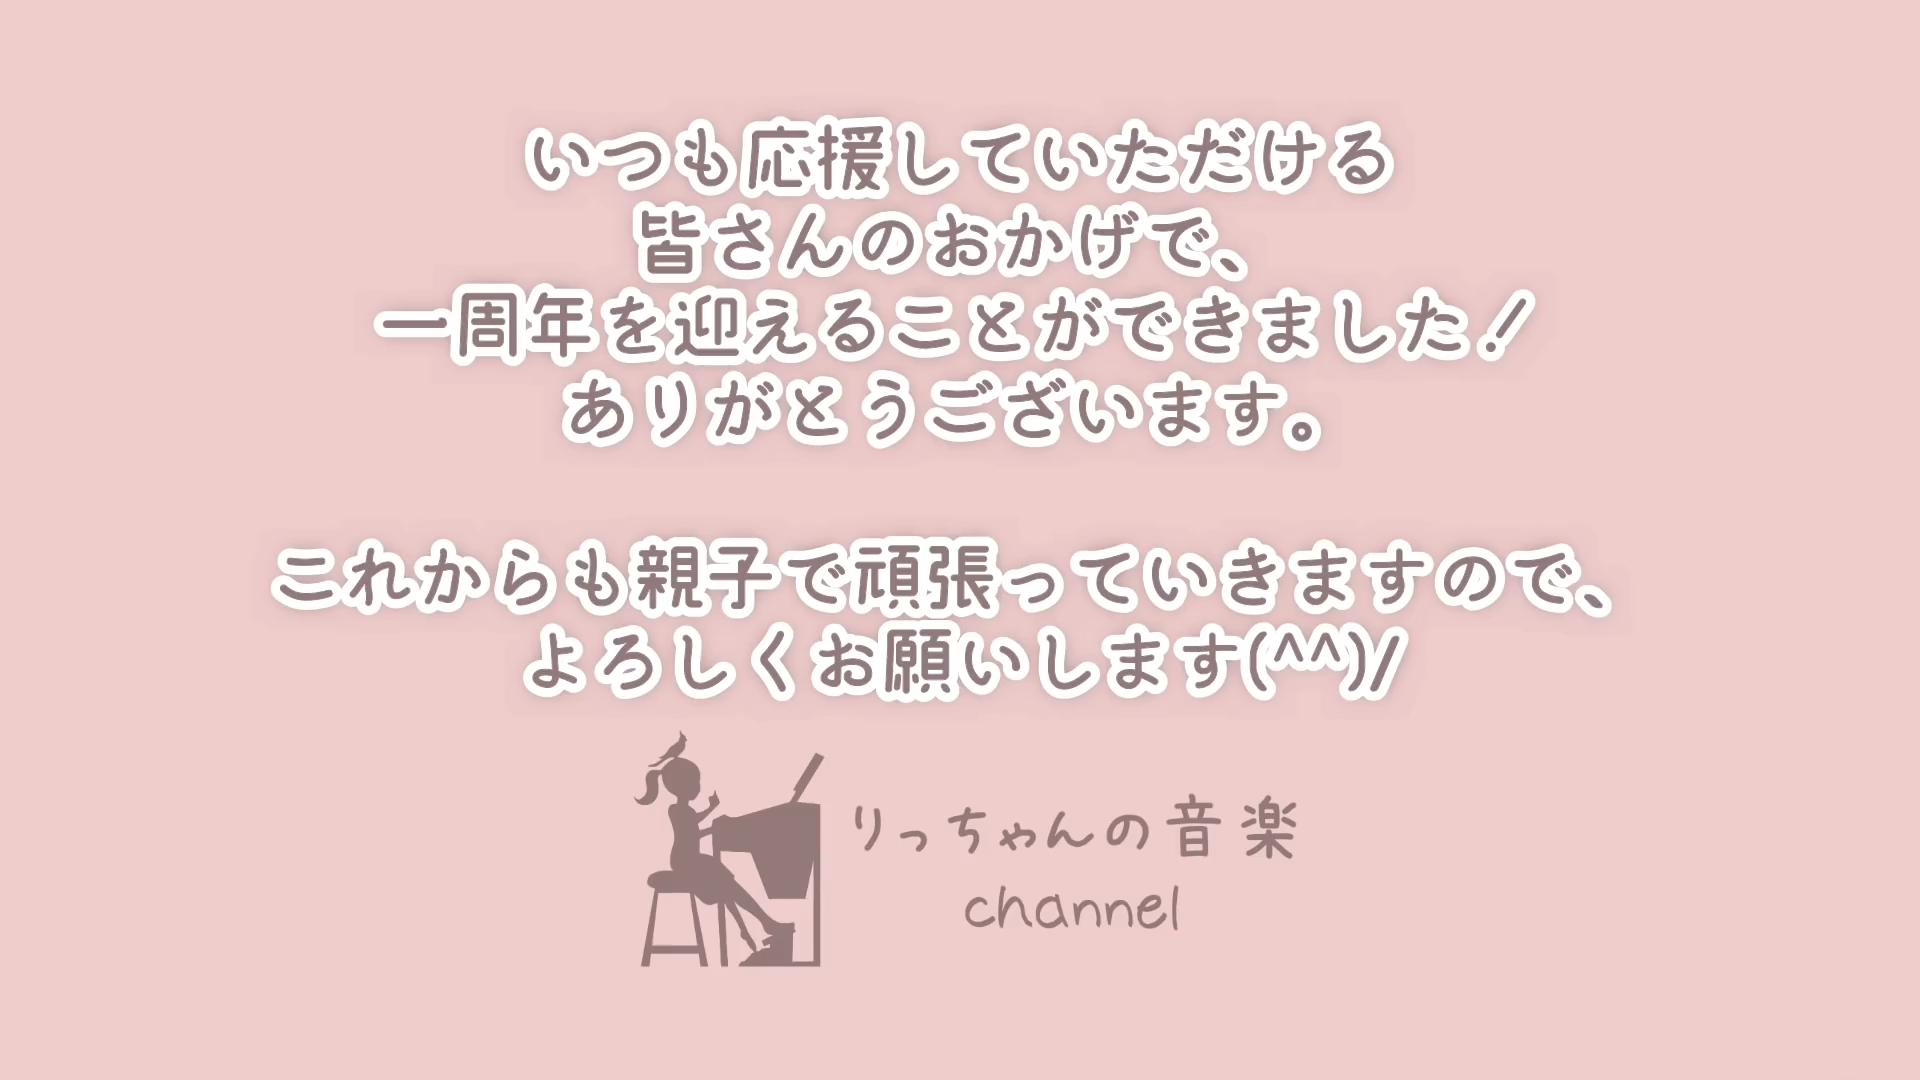 いつも応援していただける
皆さんのおかげで、
一周年を迎えることができました！
ありがとうございます。
これからも親子で頑張っていきますので、
よろしくお願いします(^^)/
りっちゃんの音楽
channel